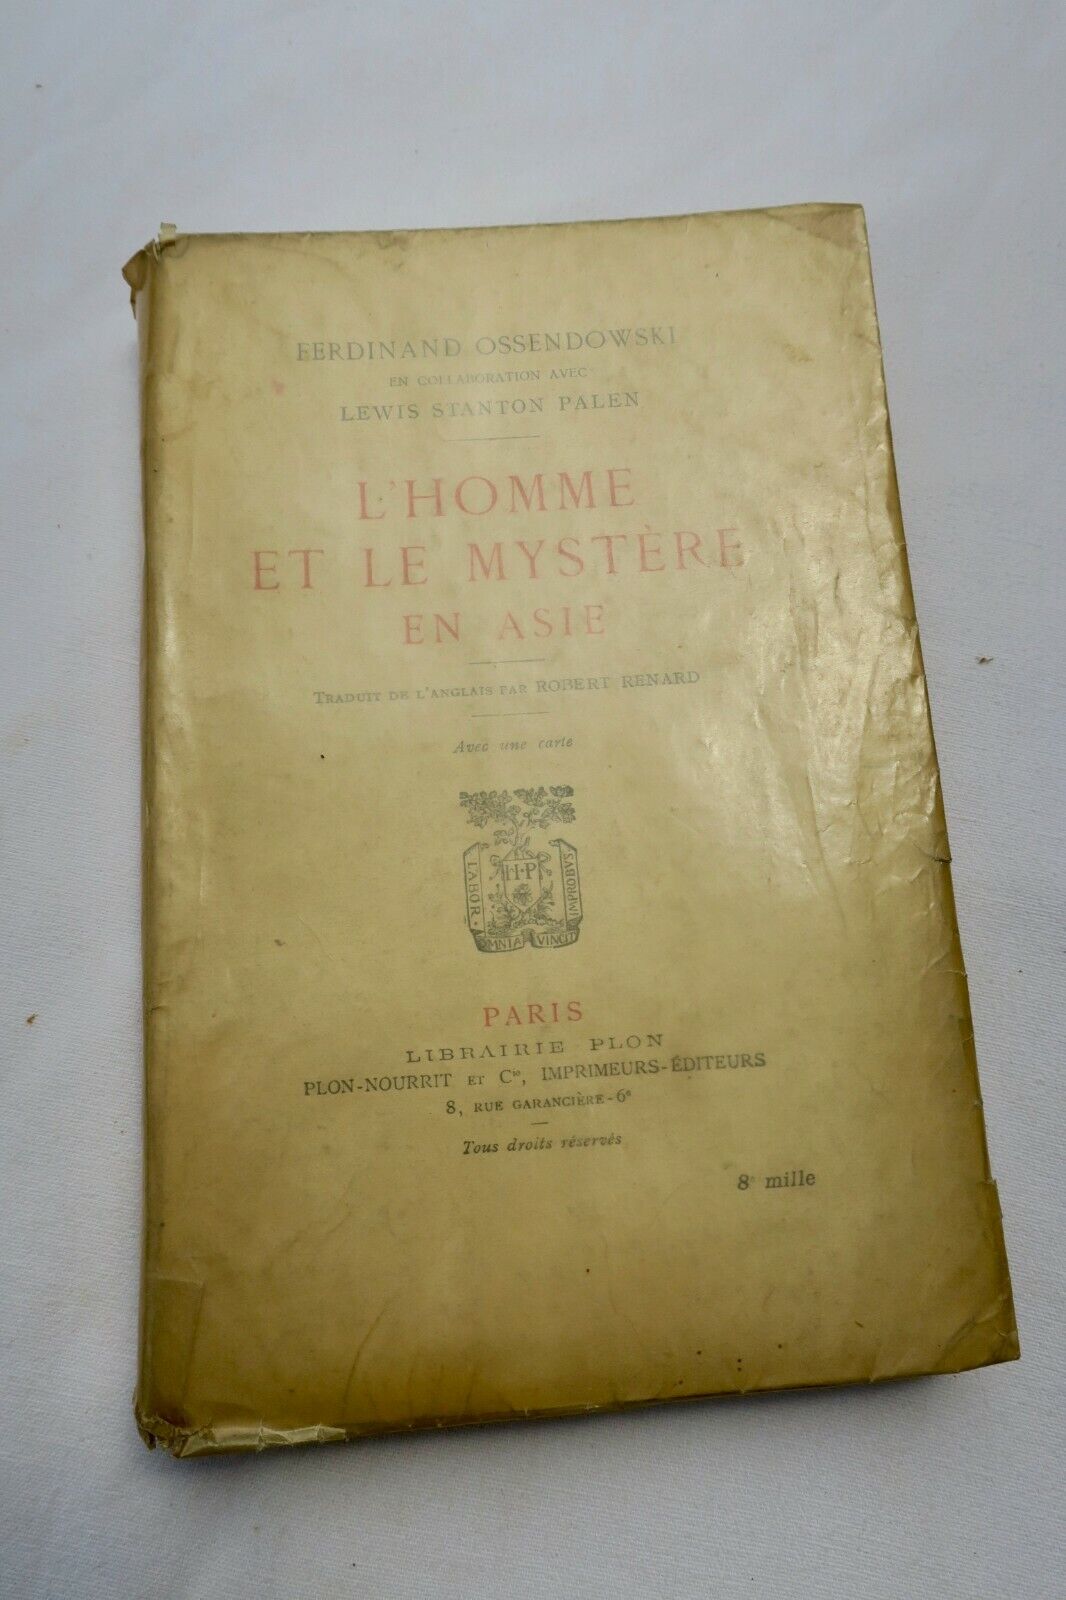 FERDINAND OSSENDOWSKI
EN COLLABORATION AVEC
LEWIS STANTON PALEN
L'HOMME
ET LE MYSTÈRE
EN ASIE
TRADUIT DE L'ANGLAIS PAR ROBERT RENARD
Avec une carte
LABOR
H·P
IMPROBVS
OMNIA VINCIT
PARIS
LIBRAIRIE PLON
PLON-NOURRIT ET Cie, IMPRIMEURS-ÉDITEURS
8, RUE GARANCIÈRE - 6e
Tous droits réservés
8e mille